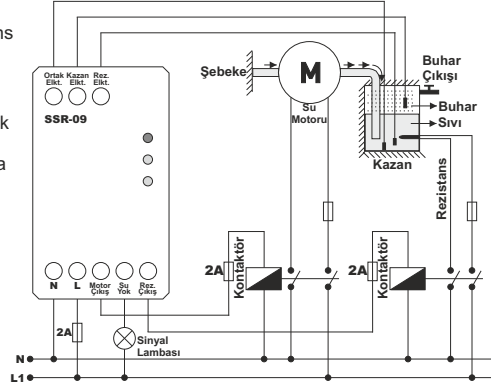 ns
k
a
Ortak Kazan Rez.
Elkt. Elkt. Elkt.
SSR-09
N L Motor Su Rez.
Çıkış Yok Çıkış
2A
Sinyal
Lambası
N
L1
Şebeke
M
Su
Motoru
Buhar
Çıkışı
Buhar
Sıvı
Kazan
Rezistans
2A
Kontaktör
2A
Kontaktör